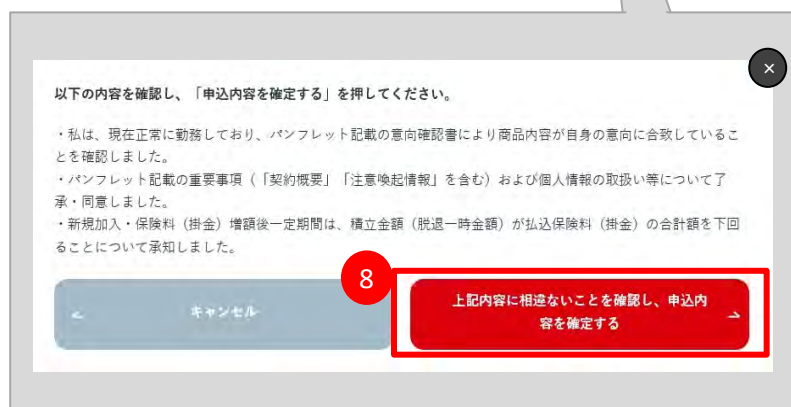 ×
以下の内容を確認し、「申込内容を確定する」を押してください。
・私は、現在正常に勤務しており、パンフレット記載の意向確認書により商品内容が自身の意向に合致しているこ
とを確認しました。
・パンフレット記載の重要事項（「契約概要」「注意喚起情報」を含む）および個人情報の取扱い等について了
承・同意しました。
・新規加入・保険料（掛金）増額後一定期間は、積立金額（脱退一時金額）が払込保険料（掛金）の合計額を下回
ることについて承知しました。
8
キャンセル
上記内容に相違ないことを確認し、申込内
容を確定する